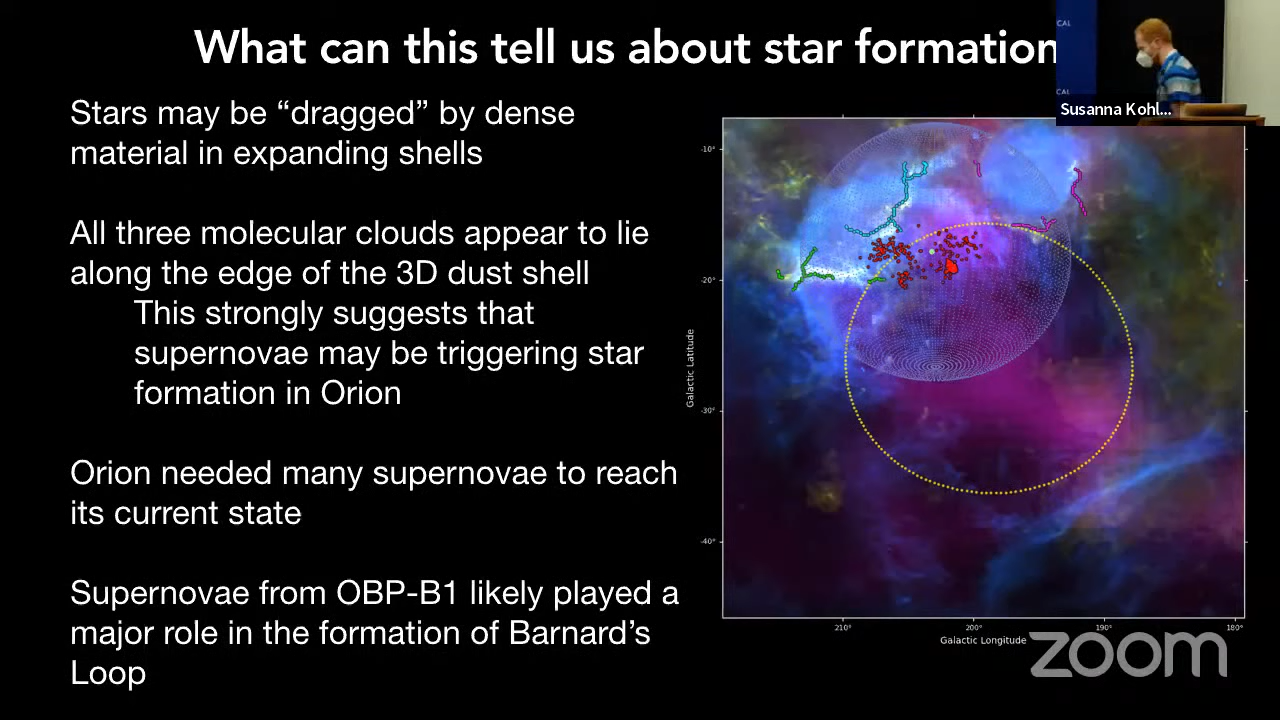 What can this tell us about star formation
CAL
CAL
Susanna Kohl...
Stars may be “dragged” by dense
material in expanding shells
All three molecular clouds appear to lie
along the edge of the 3D dust shell
This strongly suggests that
supernovae may be triggering star
formation in Orion
Orion needed many supernovae to reach
its current state
Supernovae from OBP-B1 likely played a
major role in the formation of Barnard’s
Loop
Galactic Latitude
-10°
-20°
-30°
-40°
210°
200°
190°
180°
Galactic Longitude
zoom